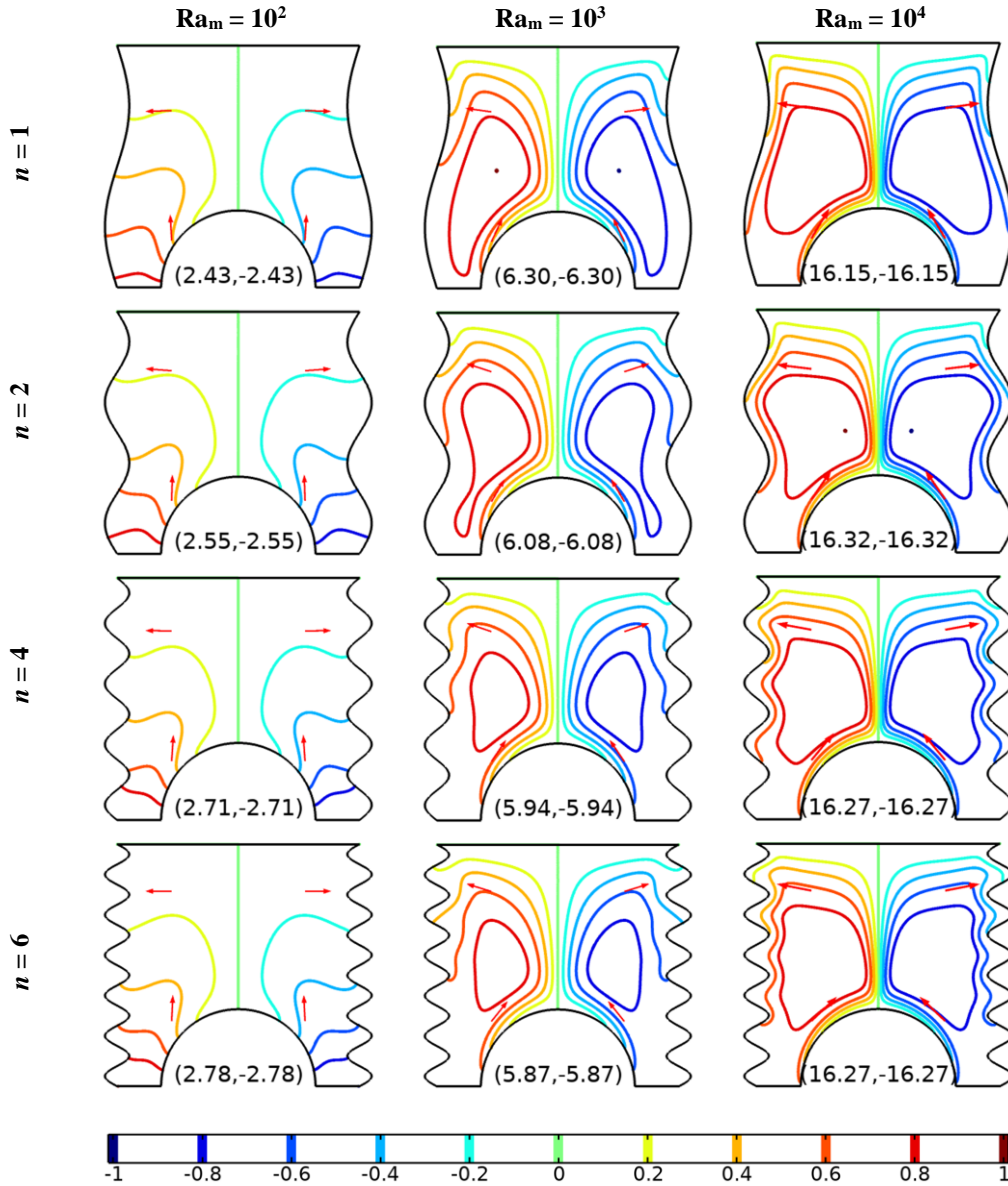 Ra_m = 10² Ra_m = 10³ Ra_m = 10⁴
n = 1
(2.43,-2.43) (6.30,-6.30) (16.15,-16.15)
n = 2
(2.55,-2.55) (6.08,-6.08) (16.32,-16.32)
n = 4
(2.71,-2.71) (5.94,-5.94) (16.27,-16.27)
n = 6
(2.78,-2.78) (5.87,-5.87) (16.27,-16.27)
-1 -0.8 -0.6 -0.4 -0.2 0 0.2 0.4 0.6 0.8 1